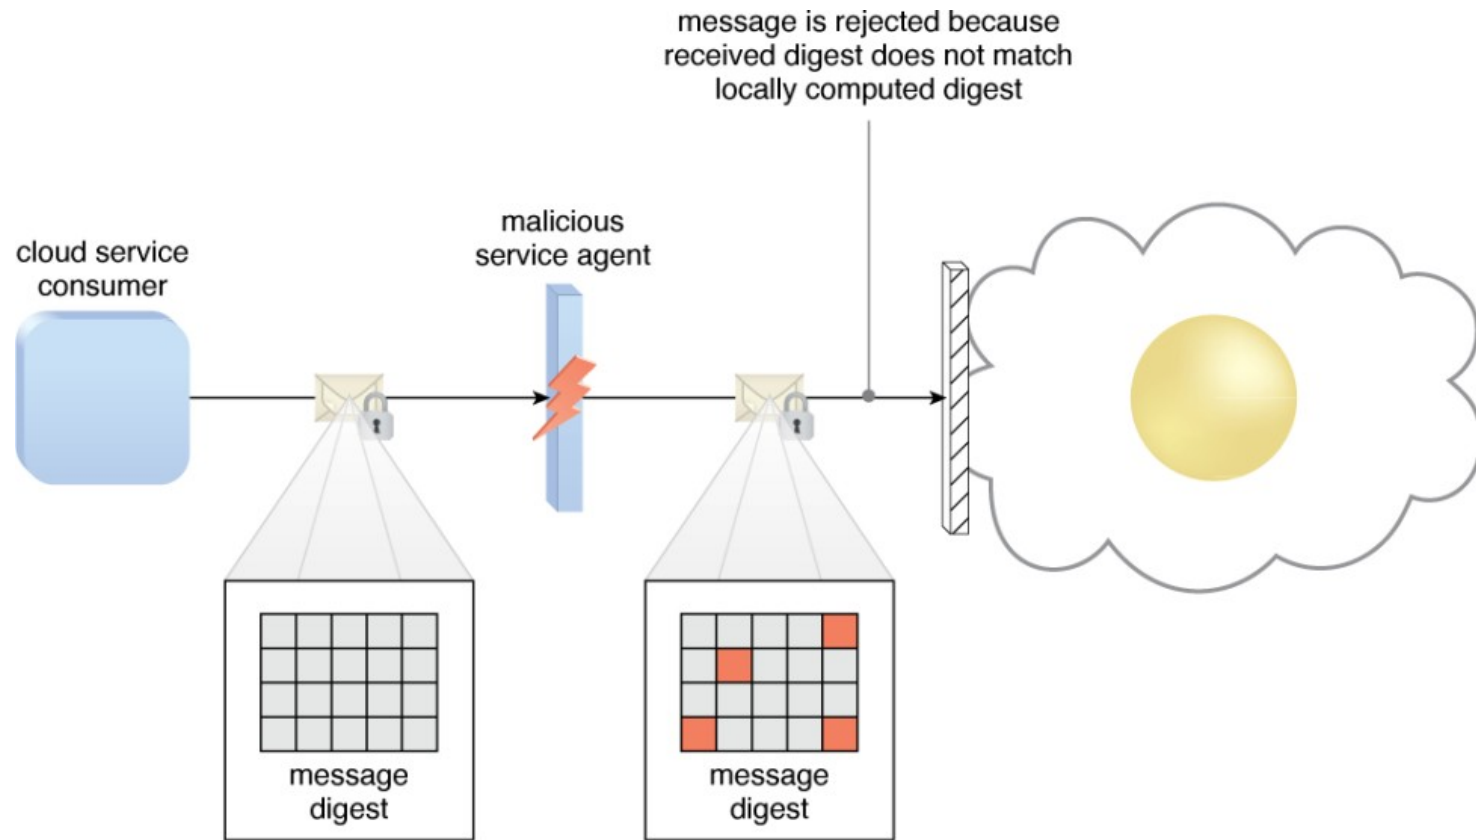 message is rejected because
received digest does not match
locally computed digest
malicious
service agent
cloud service
consumer
message
digest
message
digest